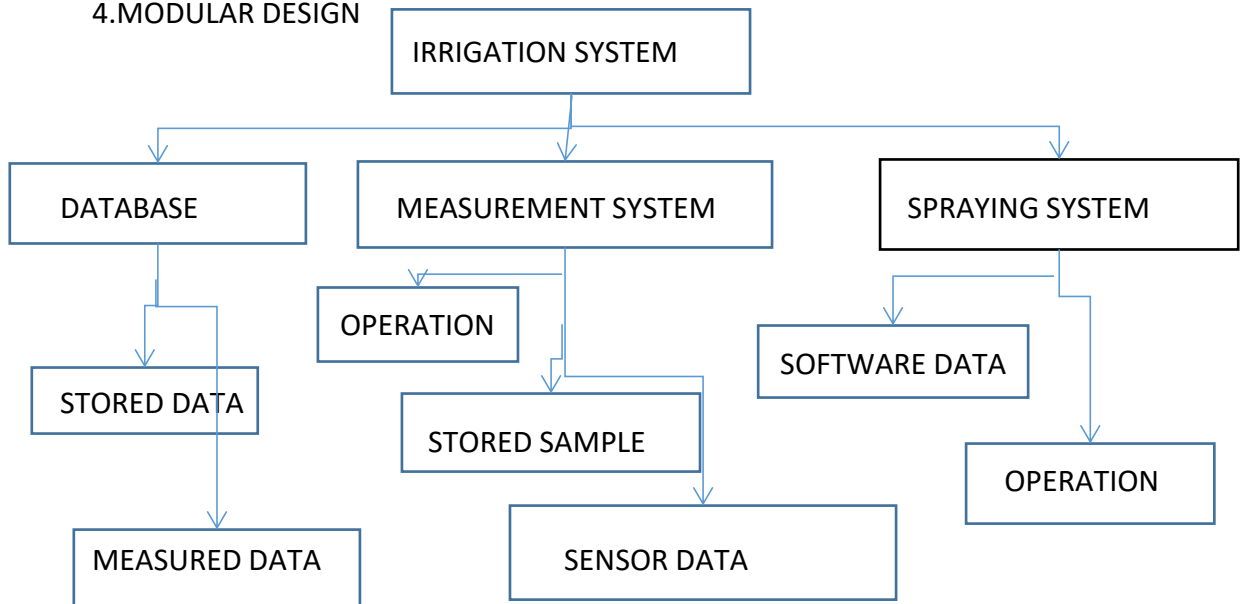 4.MODULAR DESIGN
IRRIGATION SYSTEM
DATABASE
MEASUREMENT SYSTEM
SPRAYING SYSTEM
OPERATION
SOFTWARE DATA
STORED DATA
STORED SAMPLE
OPERATION
MEASURED DATA
SENSOR DATA